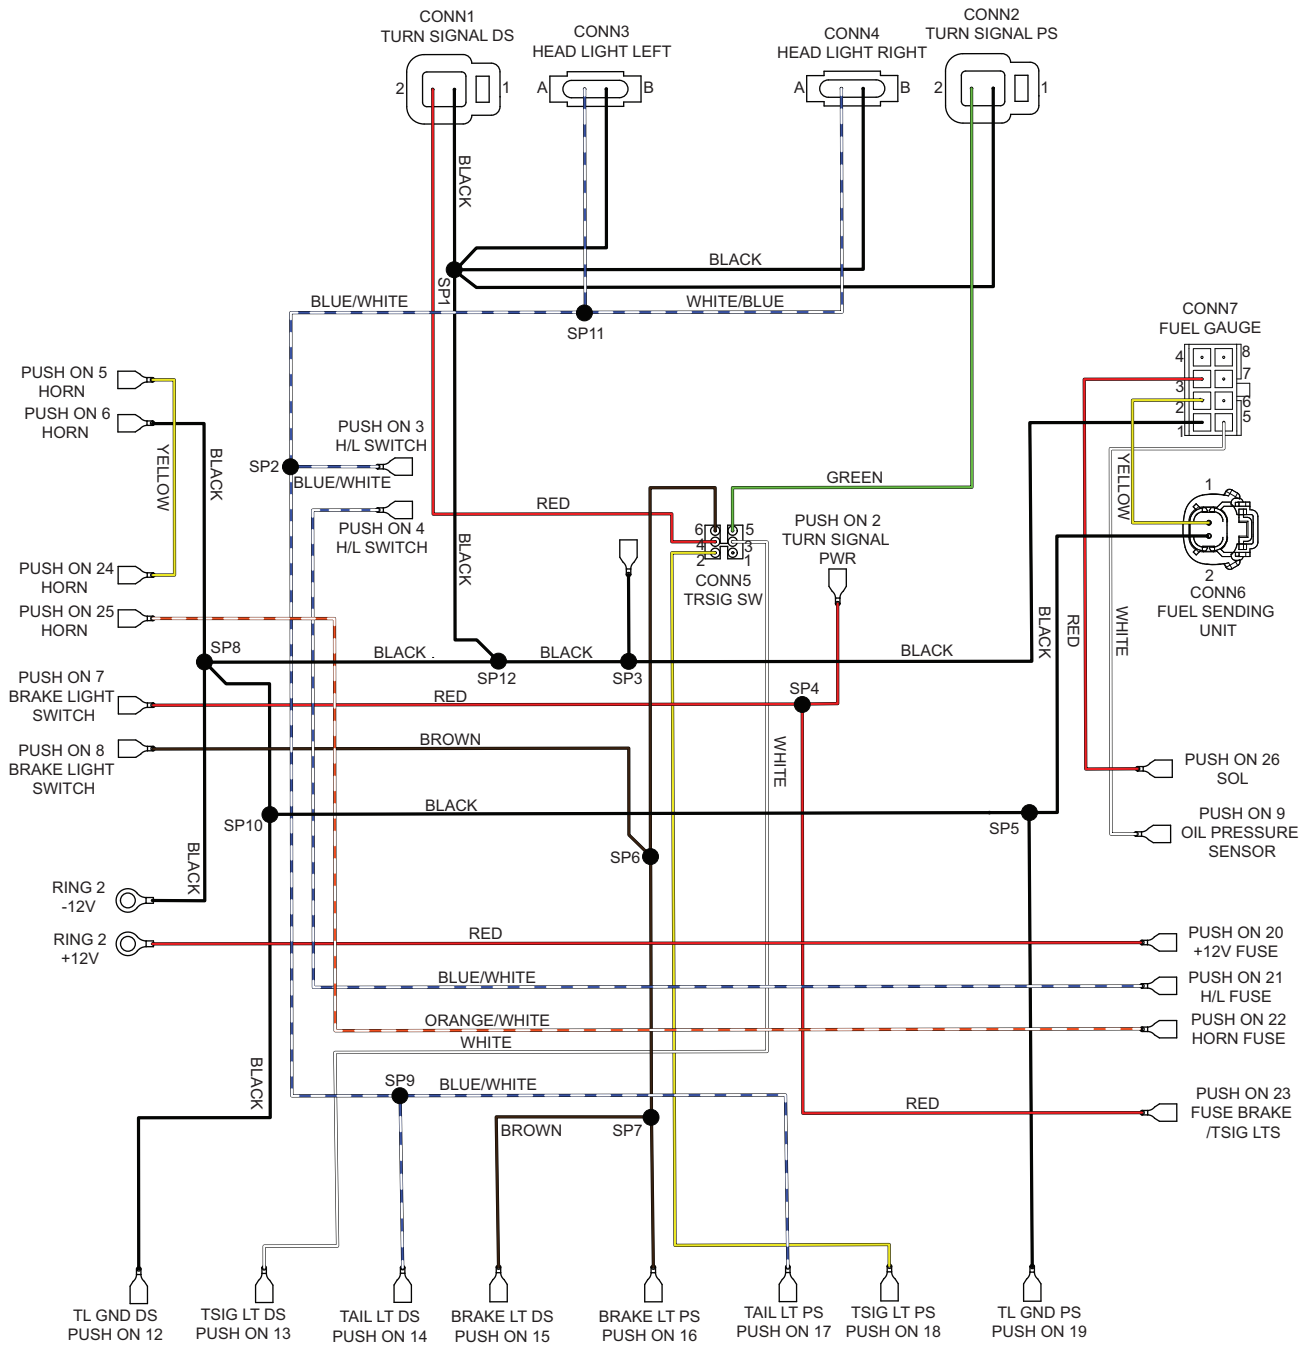 CONN1
TURN SIGNAL DS
CONN3
HEAD LIGHT LEFT
CONN4
HEAD LIGHT RIGHT
CONN2
TURN SIGNAL PS
2
1
A
B
A
B
2
1
BLACK
BLACK
SP1
BLUE/WHITE
WHITE/BLUE
SP11
CONN7
FUEL GAUGE
4
8
3
7
2
6
1
5
PUSH ON 5
HORN
PUSH ON 6
HORN
YELLOW
BLACK
PUSH ON 3
H/L SWITCH
SP2
BLUE/WHITE
PUSH ON 4
H/L SWITCH
RED
GREEN
YELLOW
1
2
CONN6
FUEL SENDING
UNIT
PUSH ON 2
TURN SIGNAL
PWR
6
5
4
3
2
1
CONN5
TRSIG SW
BLACK
PUSH ON 24
HORN
PUSH ON 25
HORN
SP8
BLACK .
SP12
BLACK
SP3
BLACK
BLACK
RED
WHITE
PUSH ON 7
BRAKE LIGHT
SWITCH
RED
SP4
PUSH ON 8
BRAKE LIGHT
SWITCH
BROWN
WHITE
PUSH ON 26
SOL
SP10
BLACK
SP5
PUSH ON 9
OIL PRESSURE
SENSOR
SP6
BLACK
RING 2
-12V
RING 2
+12V
RED
PUSH ON 20
+12V FUSE
BLUE/WHITE
PUSH ON 21
H/L FUSE
ORANGE/WHITE
PUSH ON 22
HORN FUSE
WHITE
BLACK
SP9
BLUE/WHITE
RED
PUSH ON 23
FUSE BRAKE
/TSIG LTS
BROWN
SP7
TL GND DS
PUSH ON 12
TSIG LT DS
PUSH ON 13
TAIL LT DS
PUSH ON 14
BRAKE LT DS
PUSH ON 15
BRAKE LT PS
PUSH ON 16
TAIL LT PS
PUSH ON 17
TSIG LT PS
PUSH ON 18
TL GND PS
PUSH ON 19